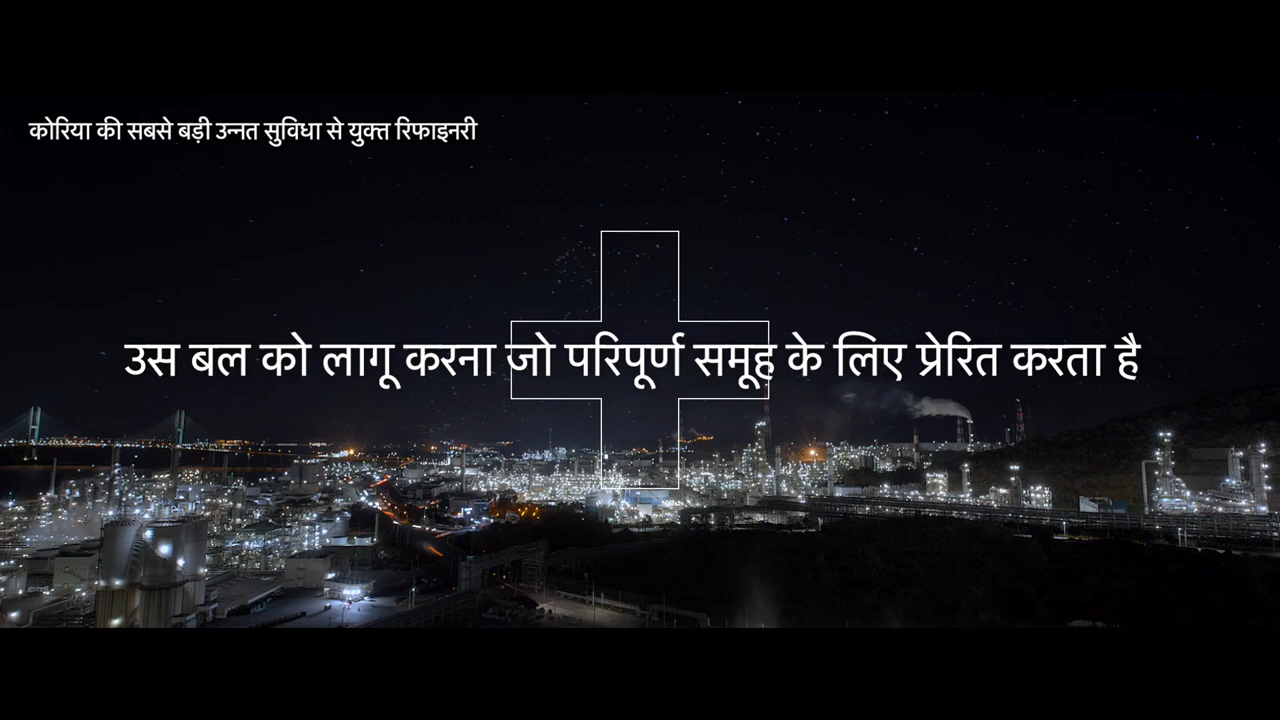 कोरिया की सबसे बड़ी उन्नत सुविधा से युक्त रिफाइनरी
उस बल को लागू करना जो परिपूर्ण समूह के लिए प्रेरित करता है